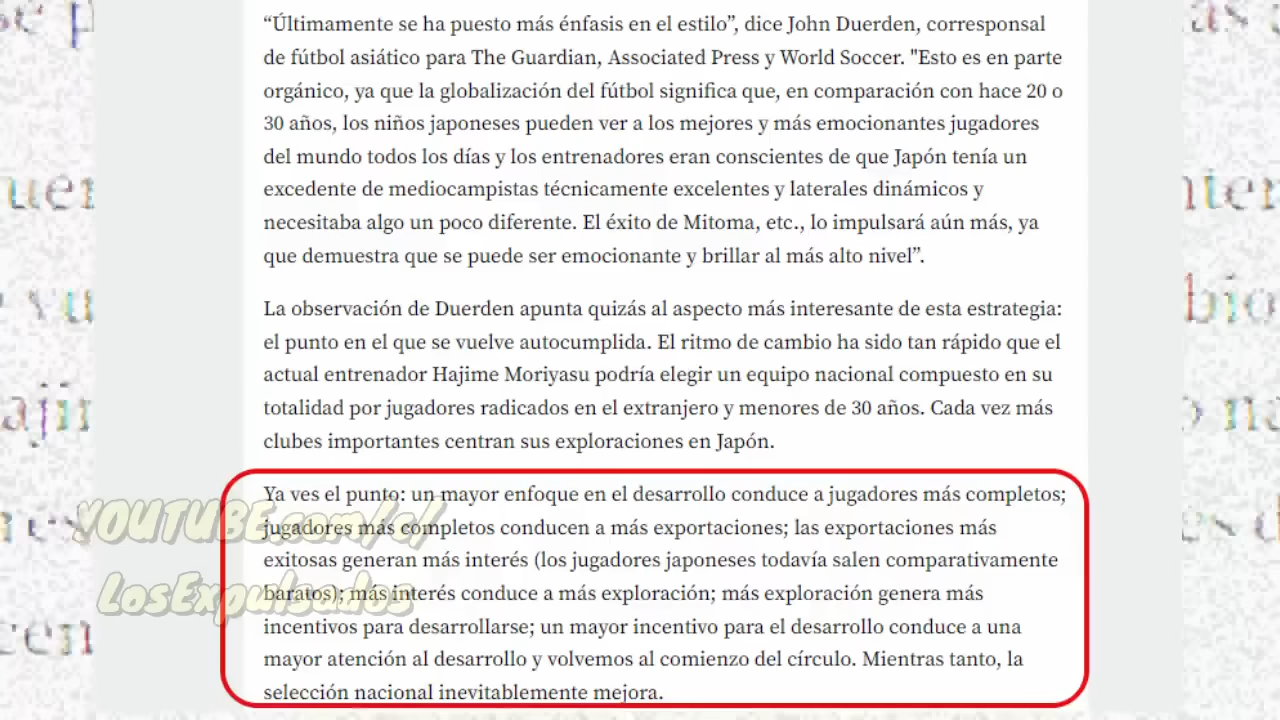 “Últimamente se ha puesto más énfasis en el estilo”, dice John Duerden, corresponsal
de fútbol asiático para The Guardian, Associated Press y World Soccer. "Esto es en parte
orgánico, ya que la globalización del fútbol significa que, en comparación con hace 20 o
30 años, los niños japoneses pueden ver a los mejores y más emocionantes jugadores
del mundo todos los días y los entrenadores eran conscientes de que Japón tenía un
excedente de mediocampistas técnicamente excelentes y laterales dinámicos y
necesitaba algo un poco diferente. El éxito de Mitoma, etc., lo impulsará aún más, ya
que demuestra que se puede ser emocionante y brillar al más alto nivel”.
La observación de Duerden apunta quizás al aspecto más interesante de esta estrategia:
el punto en el que se vuelve autocumplida. El ritmo de cambio ha sido tan rápido que el
actual entrenador Hajime Moriyasu podría elegir un equipo nacional compuesto en su
totalidad por jugadores radicados en el extranjero y menores de 30 años. Cada vez más
clubes importantes centran sus exploraciones en Japón.
Ya ves el punto: un mayor enfoque en el desarrollo conduce a jugadores más completos;
jugadores más completos conducen a más exportaciones; las exportaciones más
exitosas generan más interés (los jugadores japoneses todavía salen comparativamente
baratos); más interés conduce a más exploración; más exploración genera más
incentivos para desarrollarse; un mayor incentivo para el desarrollo conduce a una
mayor atención al desarrollo y volvemos al comienzo del círculo. Mientras tanto, la
selección nacional inevitablemente mejora.
YOUTUBE.com/c/
LosExpulsados